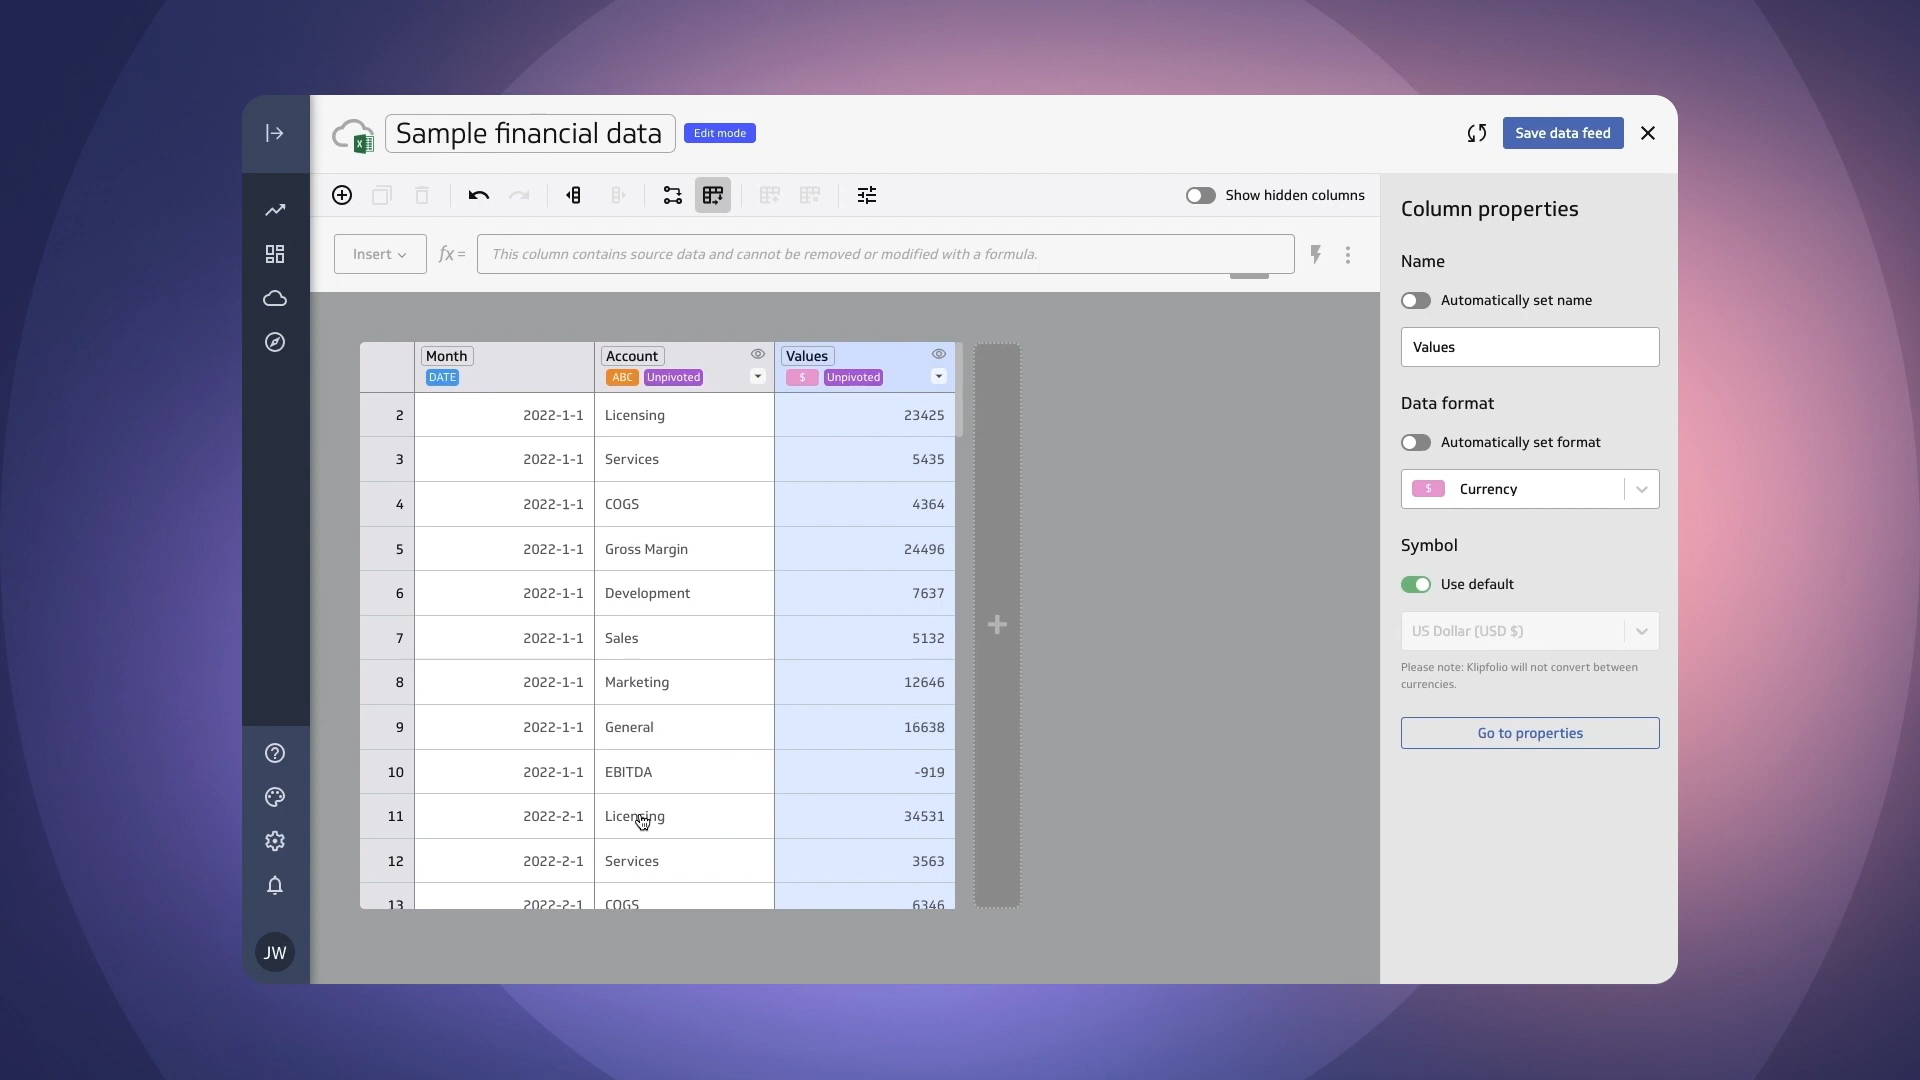 Sample financial data
Edit mode
Save data feed
Show hidden columns
Insert
fx =
This column contains source data and cannot be removed or modified with a formula.
Month Account Values
DATE ABC Unpivoted $ Unpivoted
2 2022-1-1 Licensing 23425
3 2022-1-1 Services 5435
4 2022-1-1 COGS 4364
5 2022-1-1 Gross Margin 24496
6 2022-1-1 Development 7637
7 2022-1-1 Sales 5132
8 2022-1-1 Marketing 12646
9 2022-1-1 General 16638
10 2022-1-1 EBITDA -919
11 2022-2-1 Licensing 34531
12 2022-2-1 Services 3563
13 2022-2-1 COGS 6346
Column properties
Name
Automatically set name
Values
Data format
Automatically set format
$ Currency
Symbol
Use default
US Dollar (USD $)
Please note: Klipfolio will not convert between
currencies.
Go to properties
JW